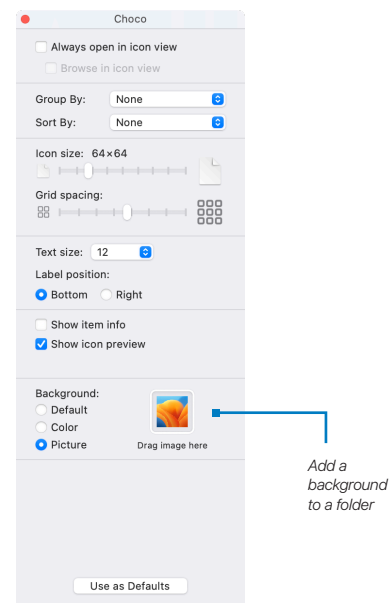 Choco
Always open in icon view
Browse in icon view
Group By: None
Sort By: None
Icon size: 64×64
Grid spacing:
Text size: 12
Label position:
Bottom Right
Show item info
Show icon preview
Background:
Default
Color
Picture
Drag image here
Add a
background
to a folder
Use as Defaults